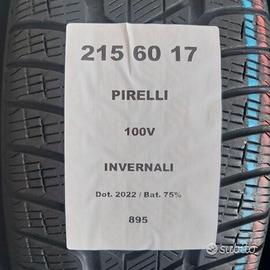 215 60 17
PIRELLI
100V
INVERNALI
Dot. 2022 / Bat. 75%
895
subito